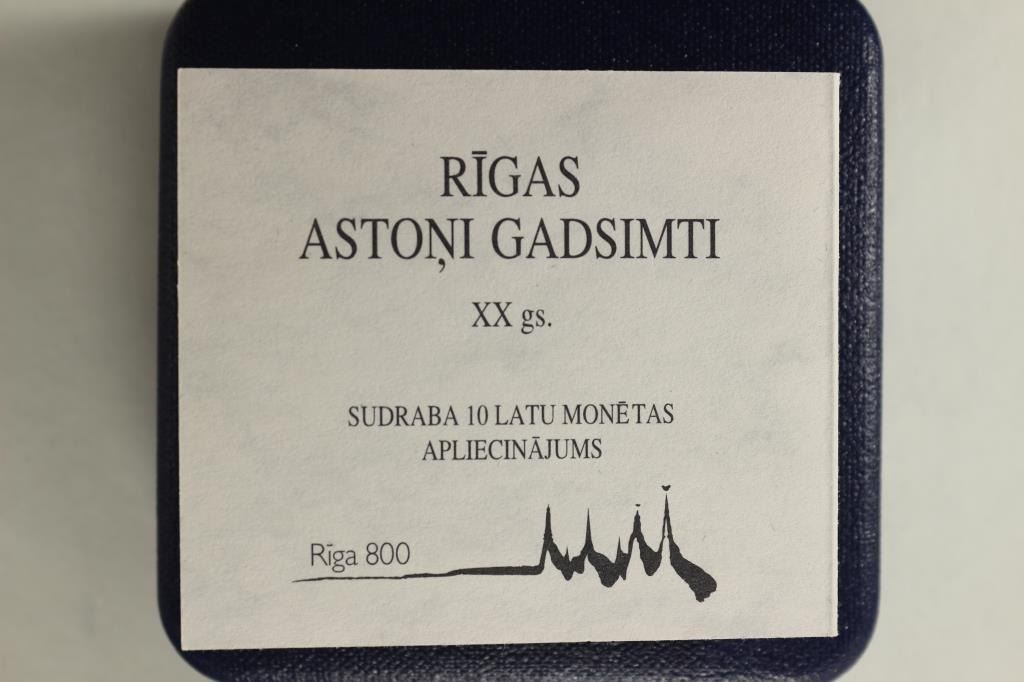 RĪGAS
ASTOŅI GADSIMTI
XX gs.
SUDRABA 10 LATU MONĒTAS
APLIECINĀJUMS
Rīga 800